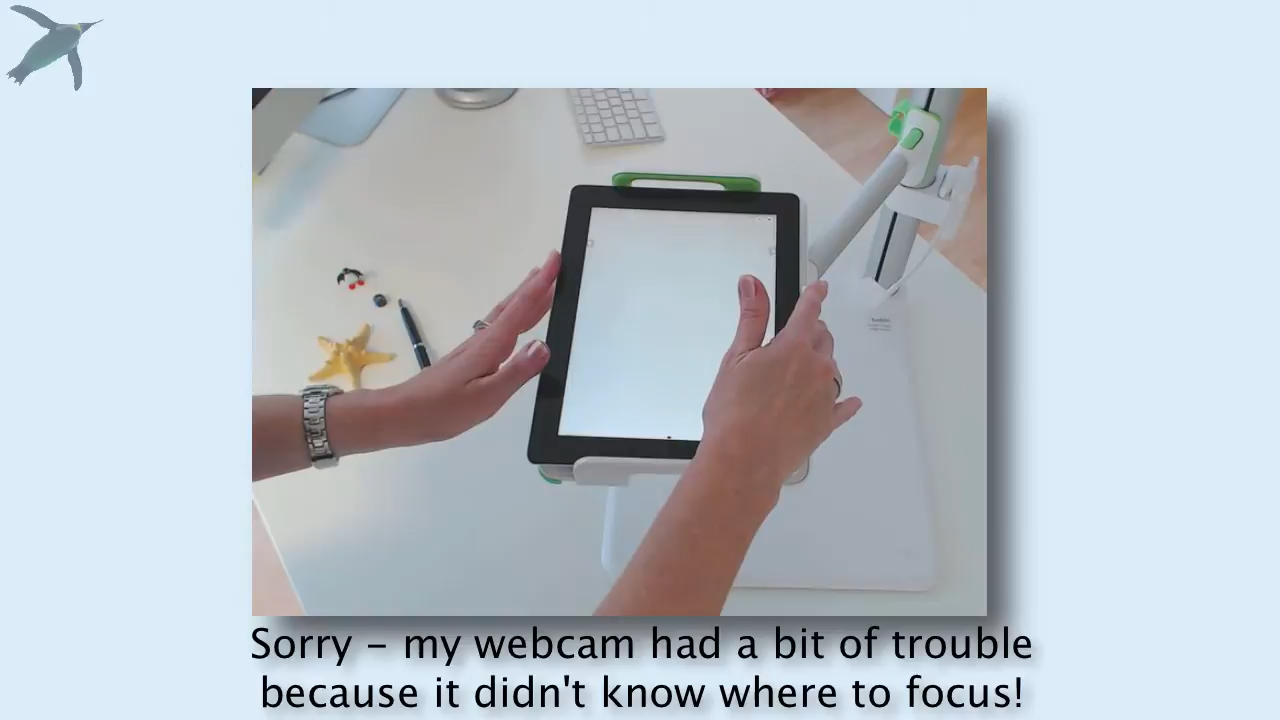 Sorry – my webcam had a bit of trouble
because it didn't know where to focus!